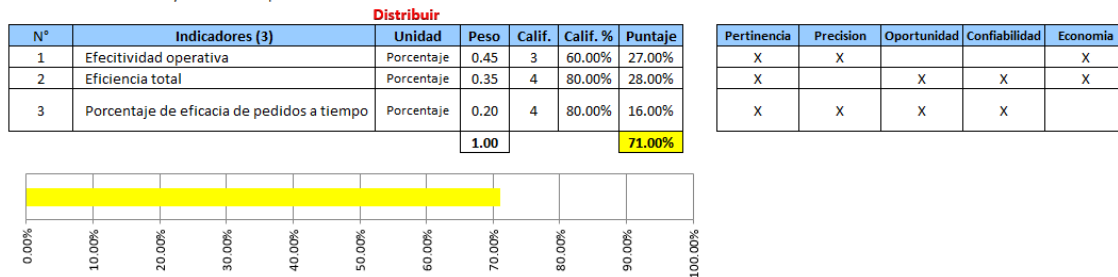 Distribuir
N° Indicadores (3) Unidad Peso Calif. Calif. % Puntaje Pertinencia Precision Oportunidad Confiabilidad Economia
1 Efecitividad operativa Porcentaje 0.45 3 60.00% 27.00% X X X
2 Eficiencia total Porcentaje 0.35 4 80.00% 28.00% X X X X
3 Porcentaje de eficacia de pedidos a tiempo Porcentaje 0.20 4 80.00% 16.00% X X X X
1.00 71.00%
0.00% 10.00% 20.00% 30.00% 40.00% 50.00% 60.00% 70.00% 80.00% 90.00% 100.00%